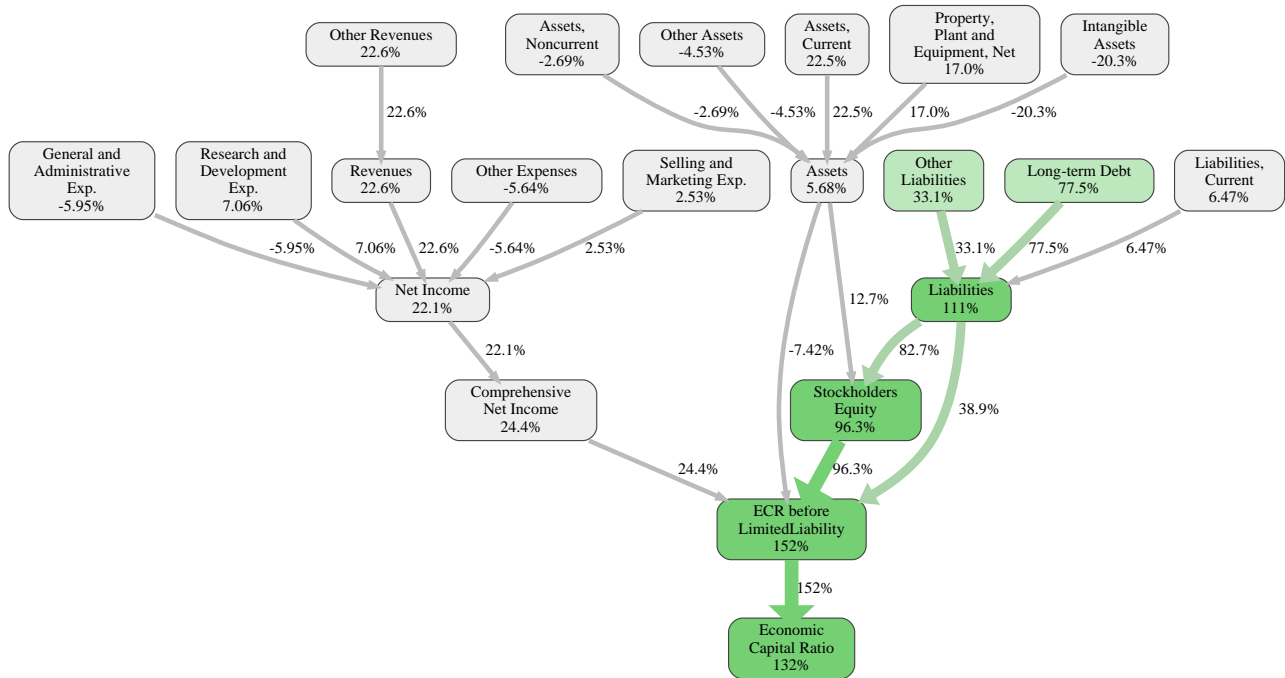 Other Revenues
22.6%
Assets,
Noncurrent
-2.69%
Other Assets
-4.53%
Assets,
Current
22.5%
Property,
Plant and
Equipment, Net
17.0%
Intangible
Assets
-20.3%
22.6%
-2.69%
-4.53%
22.5%
17.0%
-20.3%
General and
Administrative
Exp.
-5.95%
Research and
Development
Exp.
7.06%
Revenues
22.6%
Other Expenses
-5.64%
Selling and
Marketing Exp.
2.53%
Assets
5.68%
Other
Liabilities
33.1%
Long-term Debt
77.5%
Liabilities,
Current
6.47%
-5.95%
7.06%
22.6%
-5.64%
2.53%
33.1%
77.5%
6.47%
Net Income
22.1%
12.7%
Liabilities
111%
22.1%
-7.42%
82.7%
Comprehensive
Net Income
24.4%
Stockholders
Equity
96.3%
38.9%
24.4%
96.3%
ECR before
LimitedLiability
152%
152%
Economic
Capital Ratio
132%